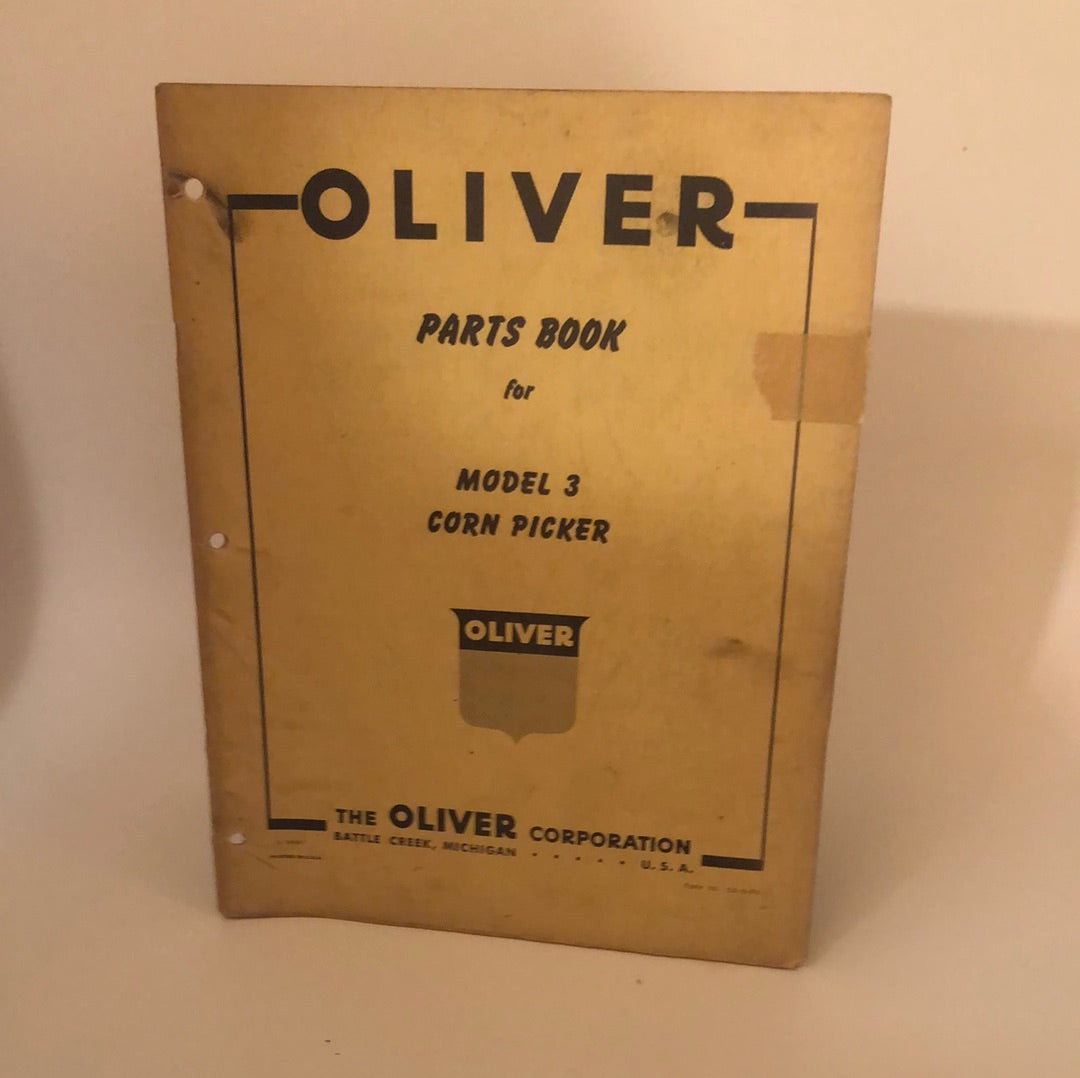 OLIVER
PARTS BOOK
for
MODEL 3
CORN PICKER
OLIVER
THE OLIVER CORPORATION
BATTLE CREEK, MICHIGAN . . . . . . U. S. A.